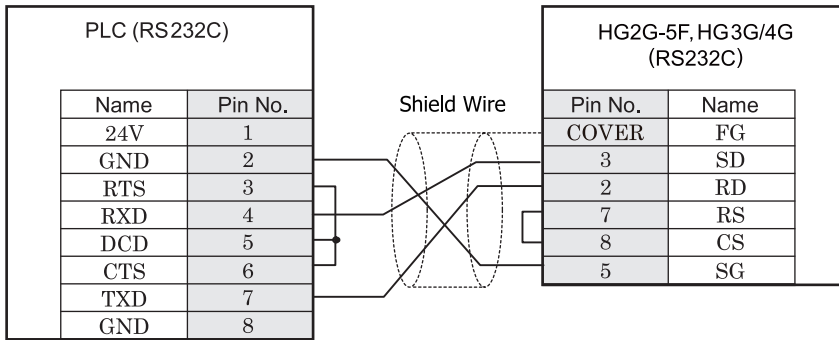 PLC (RS232C)
HG2G-5F, HG3G/4G
(RS232C)
Shield Wire
Name Pin No.
24V 1
GND 2
RTS 3
RXD 4
DCD 5
CTS 6
TXD 7
GND 8
Pin No. Name
COVER FG
3 SD
2 RD
7 RS
8 CS
5 SG